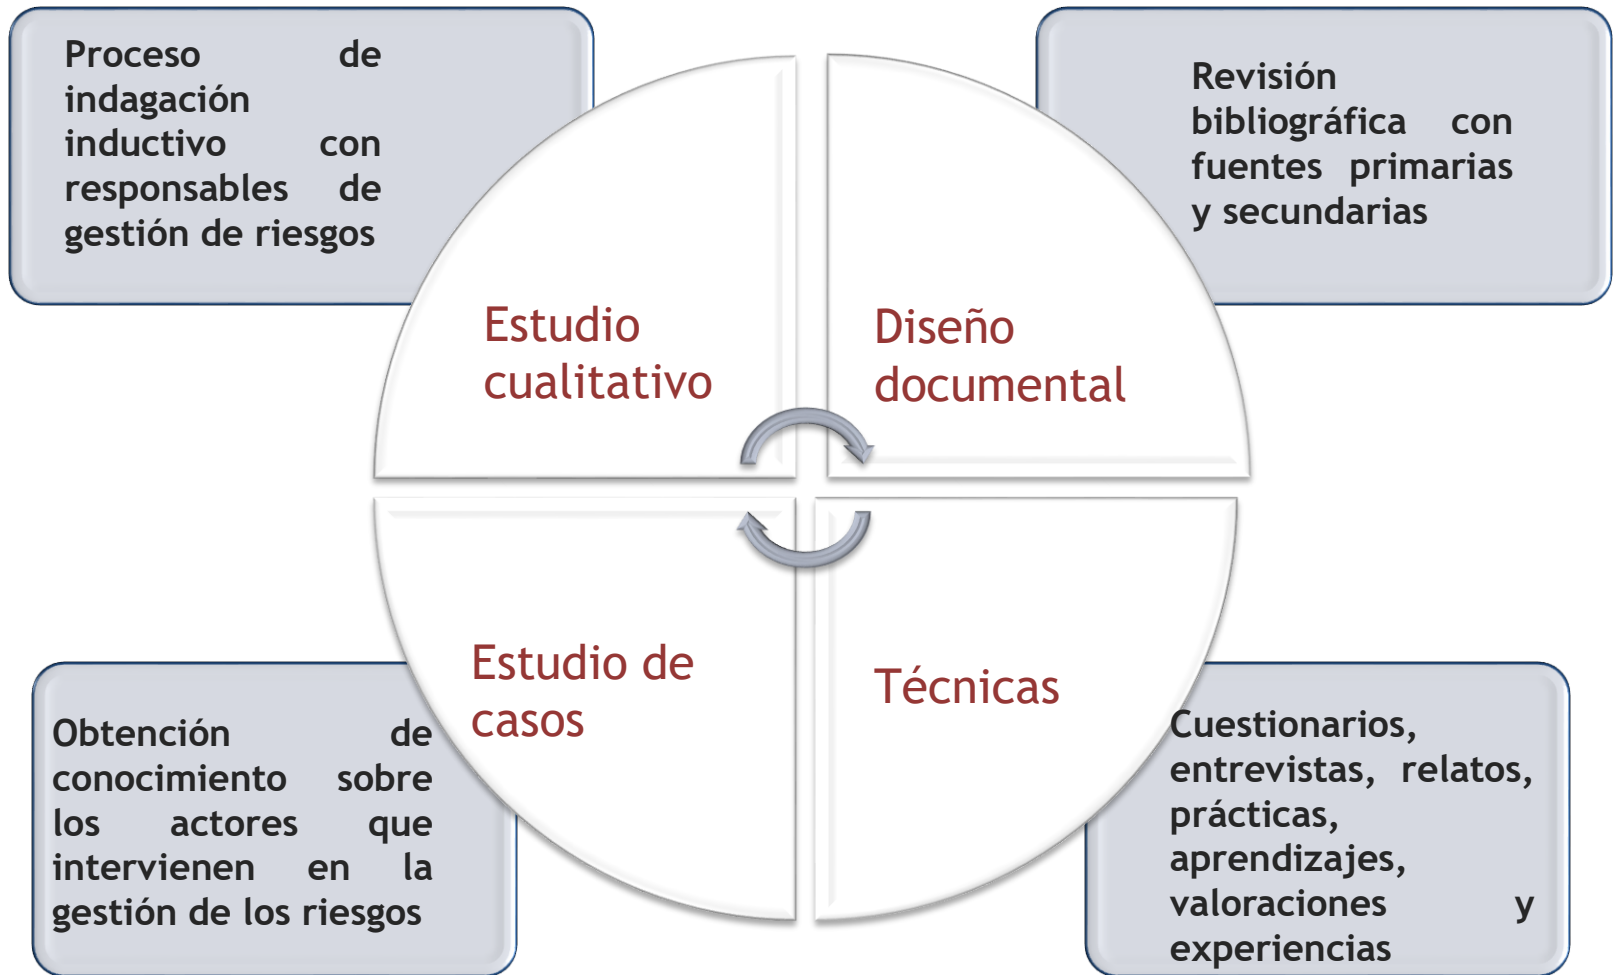 Proceso de
indagación
inductivo con
responsables de
gestión de riesgos
Revisión
bibliográfica con
fuentes primarias
y secundarias
Estudio
cualitativo
Diseño
documental
Estudio de
casos
Técnicas
Obtención de
conocimiento sobre
los actores que
intervienen en la
gestión de los riesgos
Cuestionarios,
entrevistas, relatos,
prácticas,
aprendizajes,
valoraciones y
experiencias